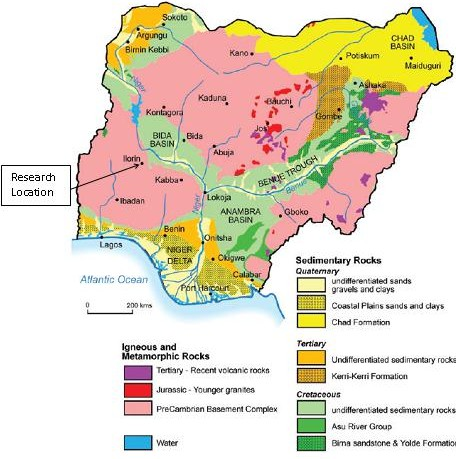 Sokoto
Argungu
Birnin Kebbi
Niger
Kano
CHAD
BASIN
Potiskum
Maiduguri
Ashaka
Kaduna
Bauchi
Gombe
Kontagora
Jos
BIDA
BASIN
Bida
Abuja
Research
Location
Ilorin
Kabba
BENUE TROUGH
Benue
Lokoja
Ibadan
Niger
ANAMBRA
BASIN
Gboko
Lagos
Benin
Onitsha
NIGER
DELTA
Olugwe
Calabar
Port Harcourt
Atlantic Ocean
0 200 kms
Igneous and
Metamorphic Rocks
Tertiary - Recent volcanic rocks
Jurassic - Younger granites
PreCambrian Basement Complex
Water
Sedimentary Rocks
Quaternary
undifferentiated sands
gravels and clays
Coastal Plains sands and clays
Chad Formation
Tertiary
Undifferentiated sedimentary rocks
Kerri-Kerri Formation
Cretaceous
undifferentiated sedimentary rocks
Asu River Group
Birna sandstone & Yolde Formation